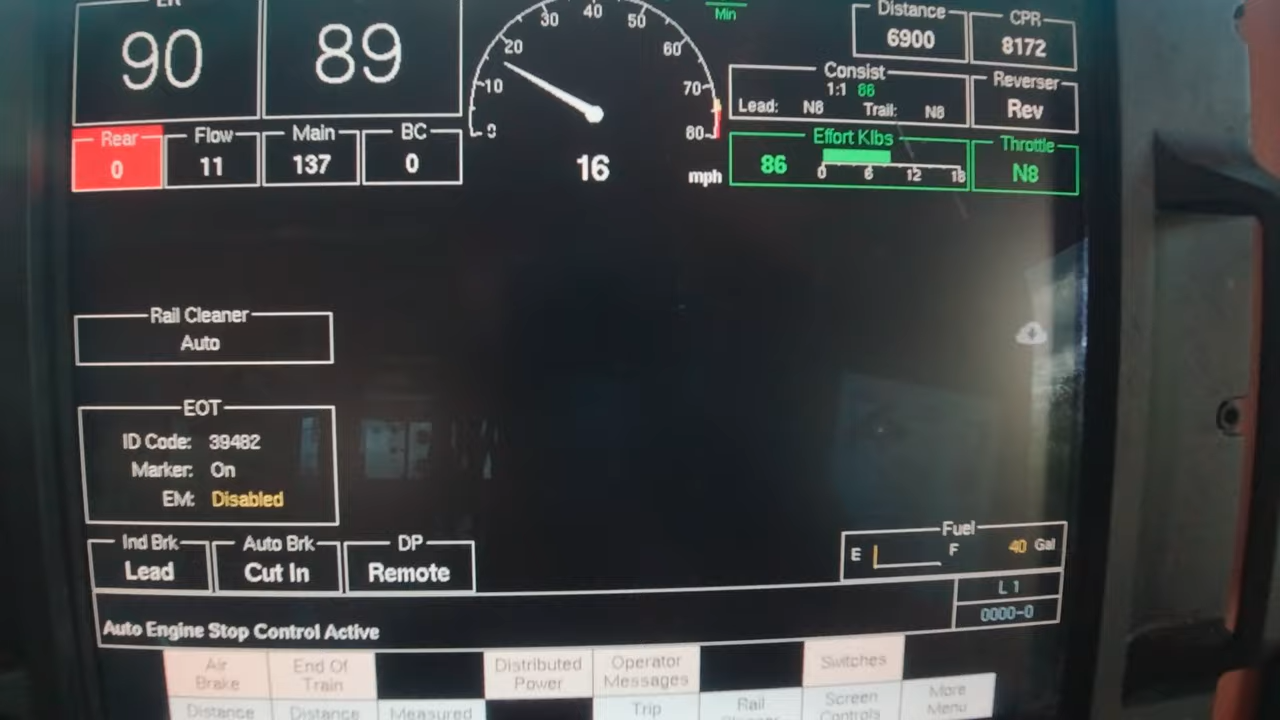 ER
90
89
0
10
20
30
40
50
60
70
80
16
mph
Min
Distance
6900
CPR
8172
Consist
1:1 86
Lead: N8 Trail: N8
Reverser
Rev
Rear
0
Flow
11
Main
137
BC
0
Effort Klbs
86
0 6 12 18
Throttle
N8
Rail Cleaner
Auto
EOT
ID Code: 39482
Marker: On
EM: Disabled
Ind Brk
Lead
Auto Brk
Cut In
DP
Remote
Fuel
E F 40 Gal
L 1
0000-0
Auto Engine Stop Control Active
Air
Brake
End Of
Train
Distributed
Power
Operator
Messages
Switches
Distance
Distance
Measured
Trip
Rail
Screen
Controls
More
Menu